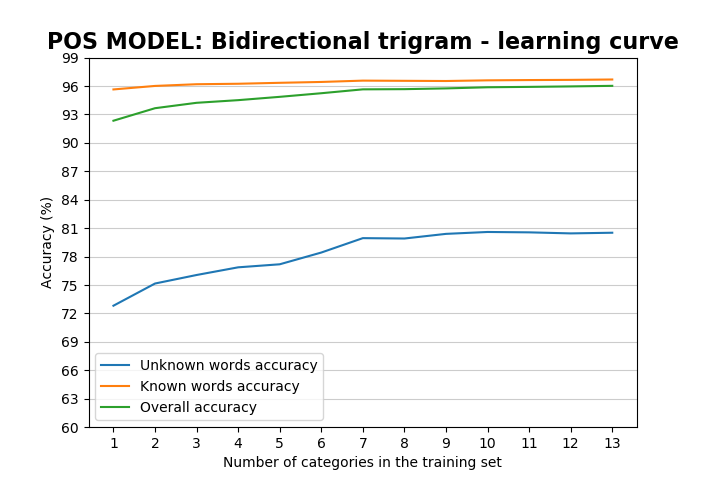 POS MODEL: Bidirectional trigram - learning curve
Accuracy (%)
99
96
93
90
87
84
81
78
75
72
69
66
63
60
Unknown words accuracy
Known words accuracy
Overall accuracy
1 2 3 4 5 6 7 8 9 10 11 12 13
Number of categories in the training set